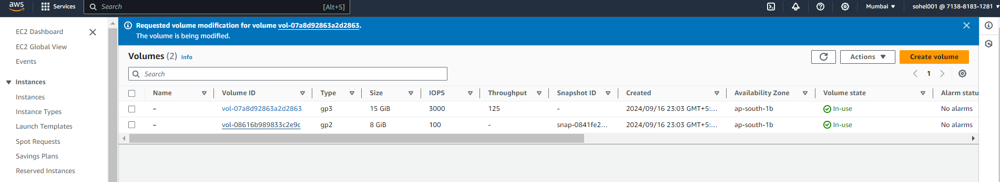 aws Services Search [Alt+S] Mumbai sohel001 @ 7138-8183-1281
EC2 Dashboard
EC2 Global View
Events
Instances
Instances
Instance Types
Launch Templates
Spot Requests
Savings Plans
Reserved Instances
Requested volume modification for volume vol-07a8d92863a2d2863.
The volume is being modified.
Volumes (2) Info Actions Create volume
Search 1
Name Volume ID Type Size IOPS Throughput Snapshot ID Created Availability Zone Volume state Alarm statu
– vol-07a8d92863a2d2863 gp3 15 GiB 3000 125 - 2024/09/16 23:03 GMT+5:... ap-south-1b In-use No alarms
– vol-08616b989833c2e9c gp2 8 GiB 100 - snap-0841fe2... 2024/09/16 23:03 GMT+5:... ap-south-1b In-use No alarms